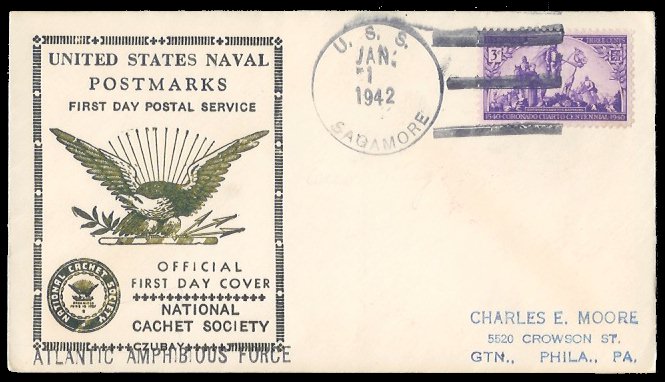 UNITED STATES NAVAL
POSTMARKS
FIRST DAY POSTAL SERVICE
OFFICIAL
FIRST DAY COVER
NATIONAL
CACHET SOCIETY
CZUBAY
NATIONAL CACHET SOCIETY
ATLANTIC AMPHIBIOUS FORCE
U. S. S.
JAN.
1
1942
SAGAMORE
3¢
THREE CENTS
1540 CORONADO CUARTO CENTENNIAL 1940
CHARLES E. MOORE
5520 CROWSON ST.
GTN., PHILA., PA.